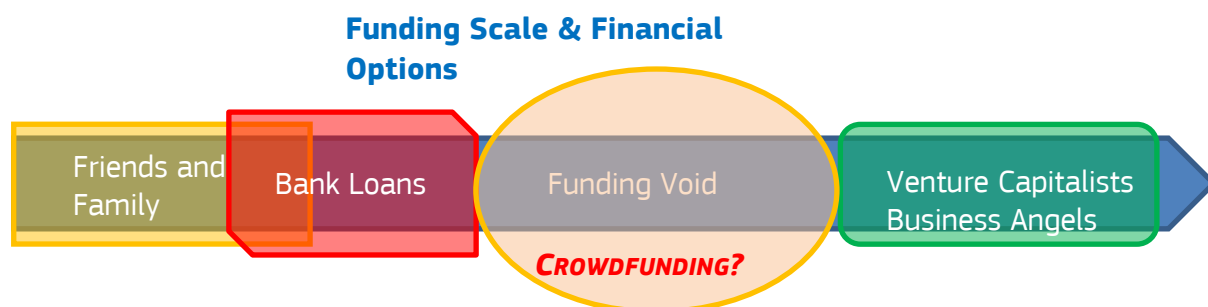 Funding Scale & Financial
Options
Friends and
Family
Bank Loans
Funding Void
Venture Capitalists
Business Angels
CROWDFUNDING?